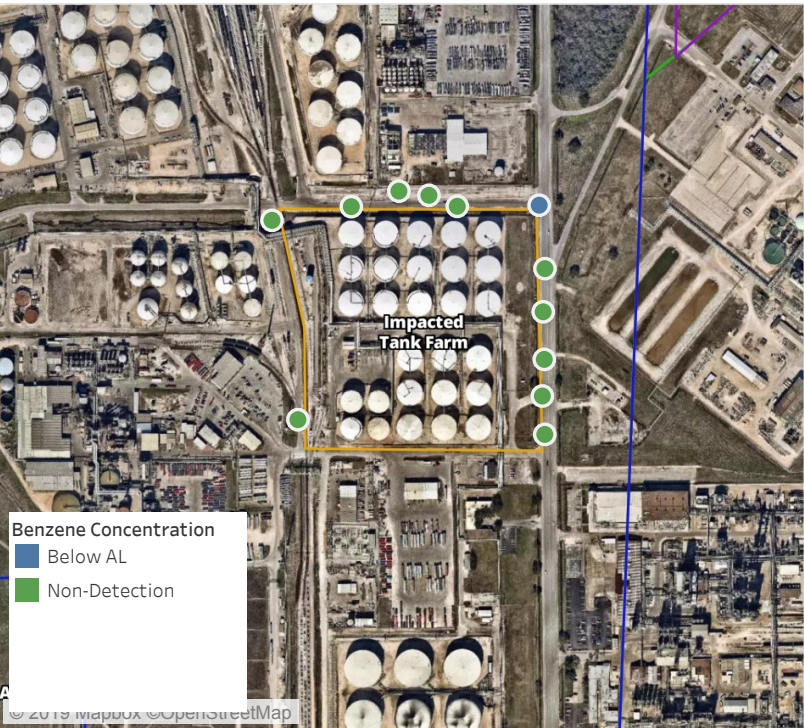 Impacted
Tank Farm
Benzene Concentration
Below AL
Non-Detection
A
© 2019 Mapbox ©OpenStreetMap